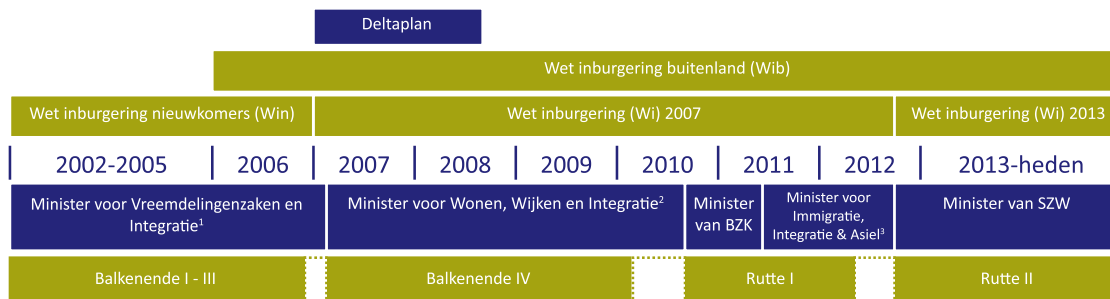 Deltaplan
Wet inburgering buitenland (Wib)
Wet inburgering nieuwkomers (Win)
Wet inburgering (Wi) 2007
Wet inburgering (Wi) 2013
2002-2005
2006
2007
2008
2009
2010
2011
2012
2013-heden
Minister voor Vreemdelingenzaken en
Integratie¹
Minister voor Wonen, Wijken en Integratie²
Minister
van BZK
Minister voor
Immigratie,
Integratie & Asiel³
Minister van SZW
Balkenende I - III
Balkenende IV
Rutte I
Rutte II